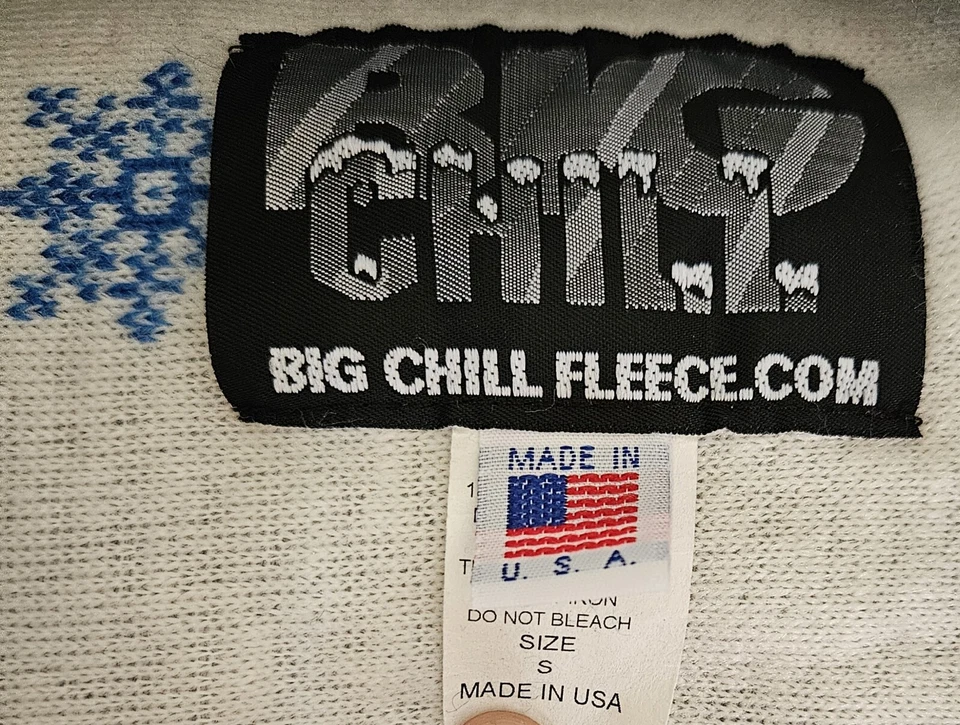 BIG
CHILL
BIG CHILL FLEECE.COM
MADE IN
U. S. A.
DO NOT BLEACH
SIZE
S
MADE IN USA